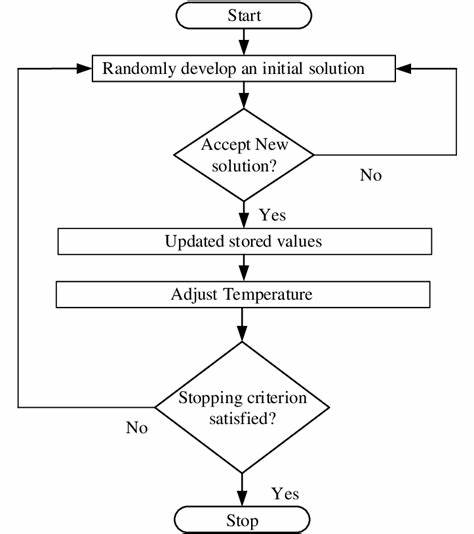 Start
Randomly develop an initial solution
Accept New
solution?
No
Yes
Updated stored values
Adjust Temperature
Stopping criterion
satisfied?
No
Yes
Stop